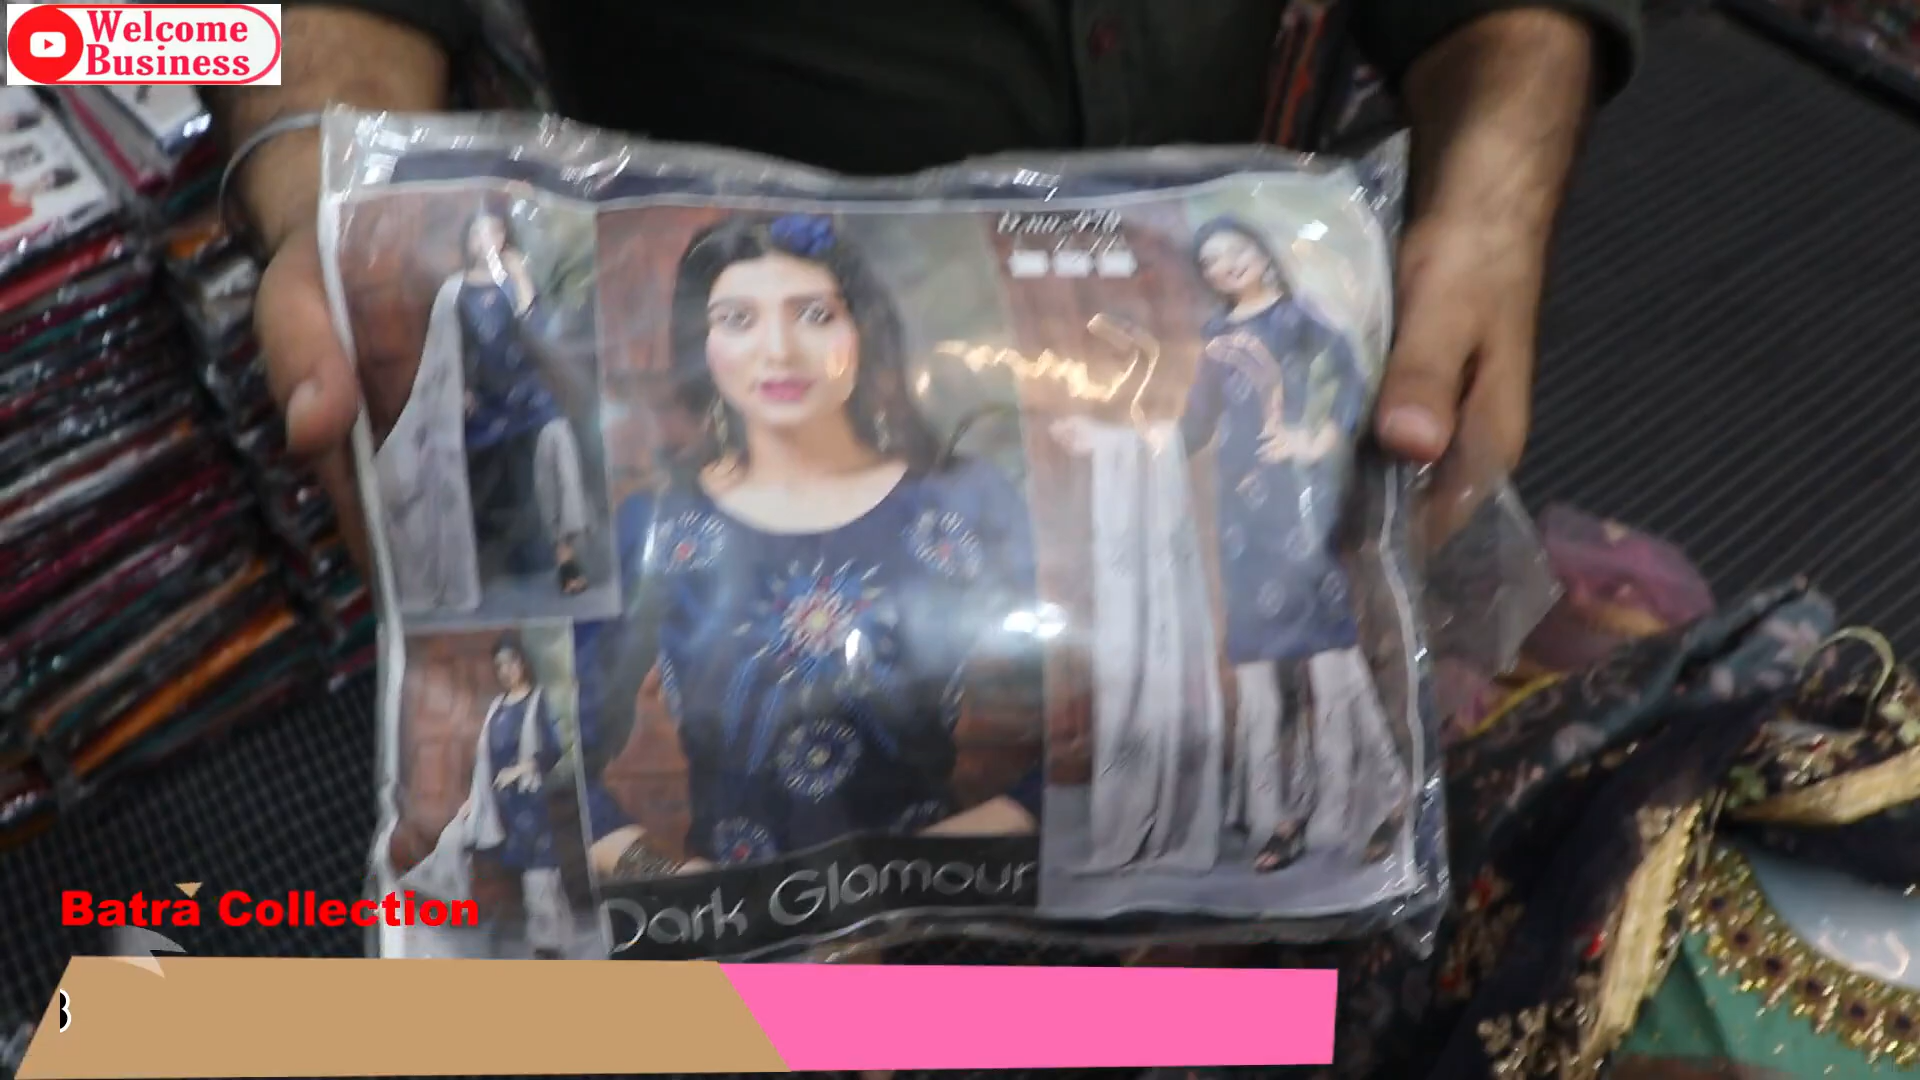 Welcome
Business
Dark Glamour
Batra Collection